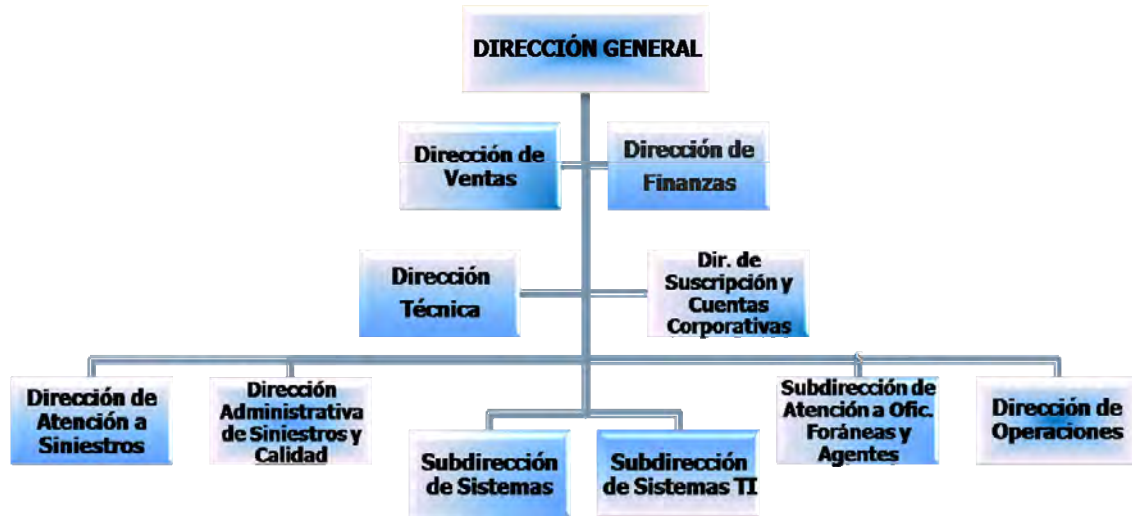 DIRECCIÓN GENERAL
Dirección de
Ventas
Dirección de
Finanzas
Dirección
Técnica
Dir. de
Suscripción y
Cuentas
Corporativas
Dirección de
Atención a
Siniestros
Dirección
Administrativa
de Siniestros y
Calidad
Subdirección
de Sistemas
Subdirección
de Sistemas TI
Subdirección de
Atención a Ofic.
Foráneas y
Agentes
Dirección de
Operaciones